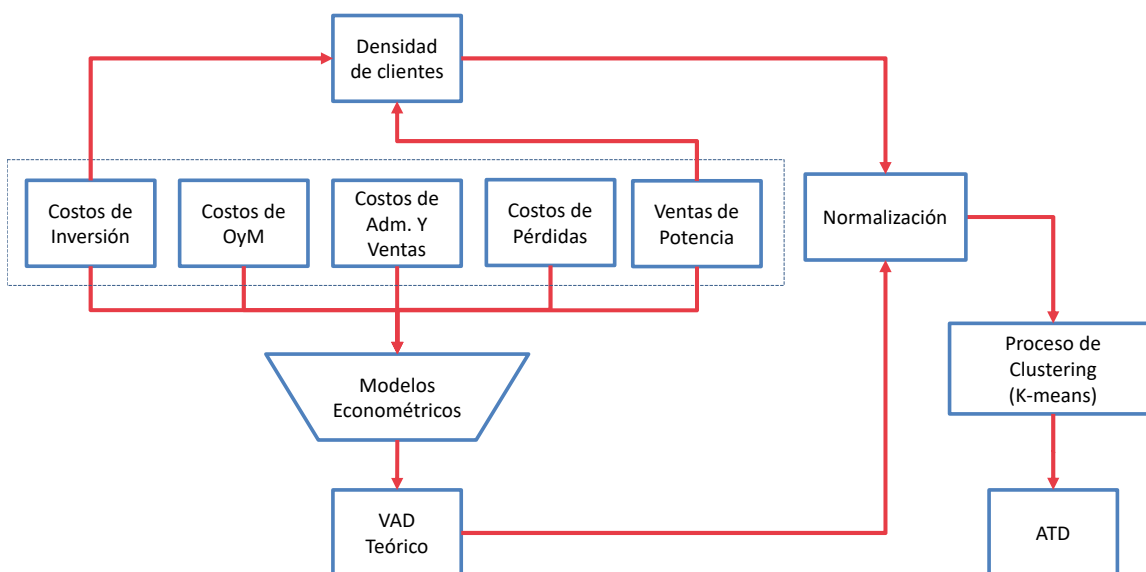 Densidad
de clientes
Costos de
Inversión
Costos de
OyM
Costos de
Adm. Y
Ventas
Costos de
Pérdidas
Ventas de
Potencia
Normalización
Modelos
Econométricos
Proceso de
Clustering
(K-means)
VAD
Teórico
ATD